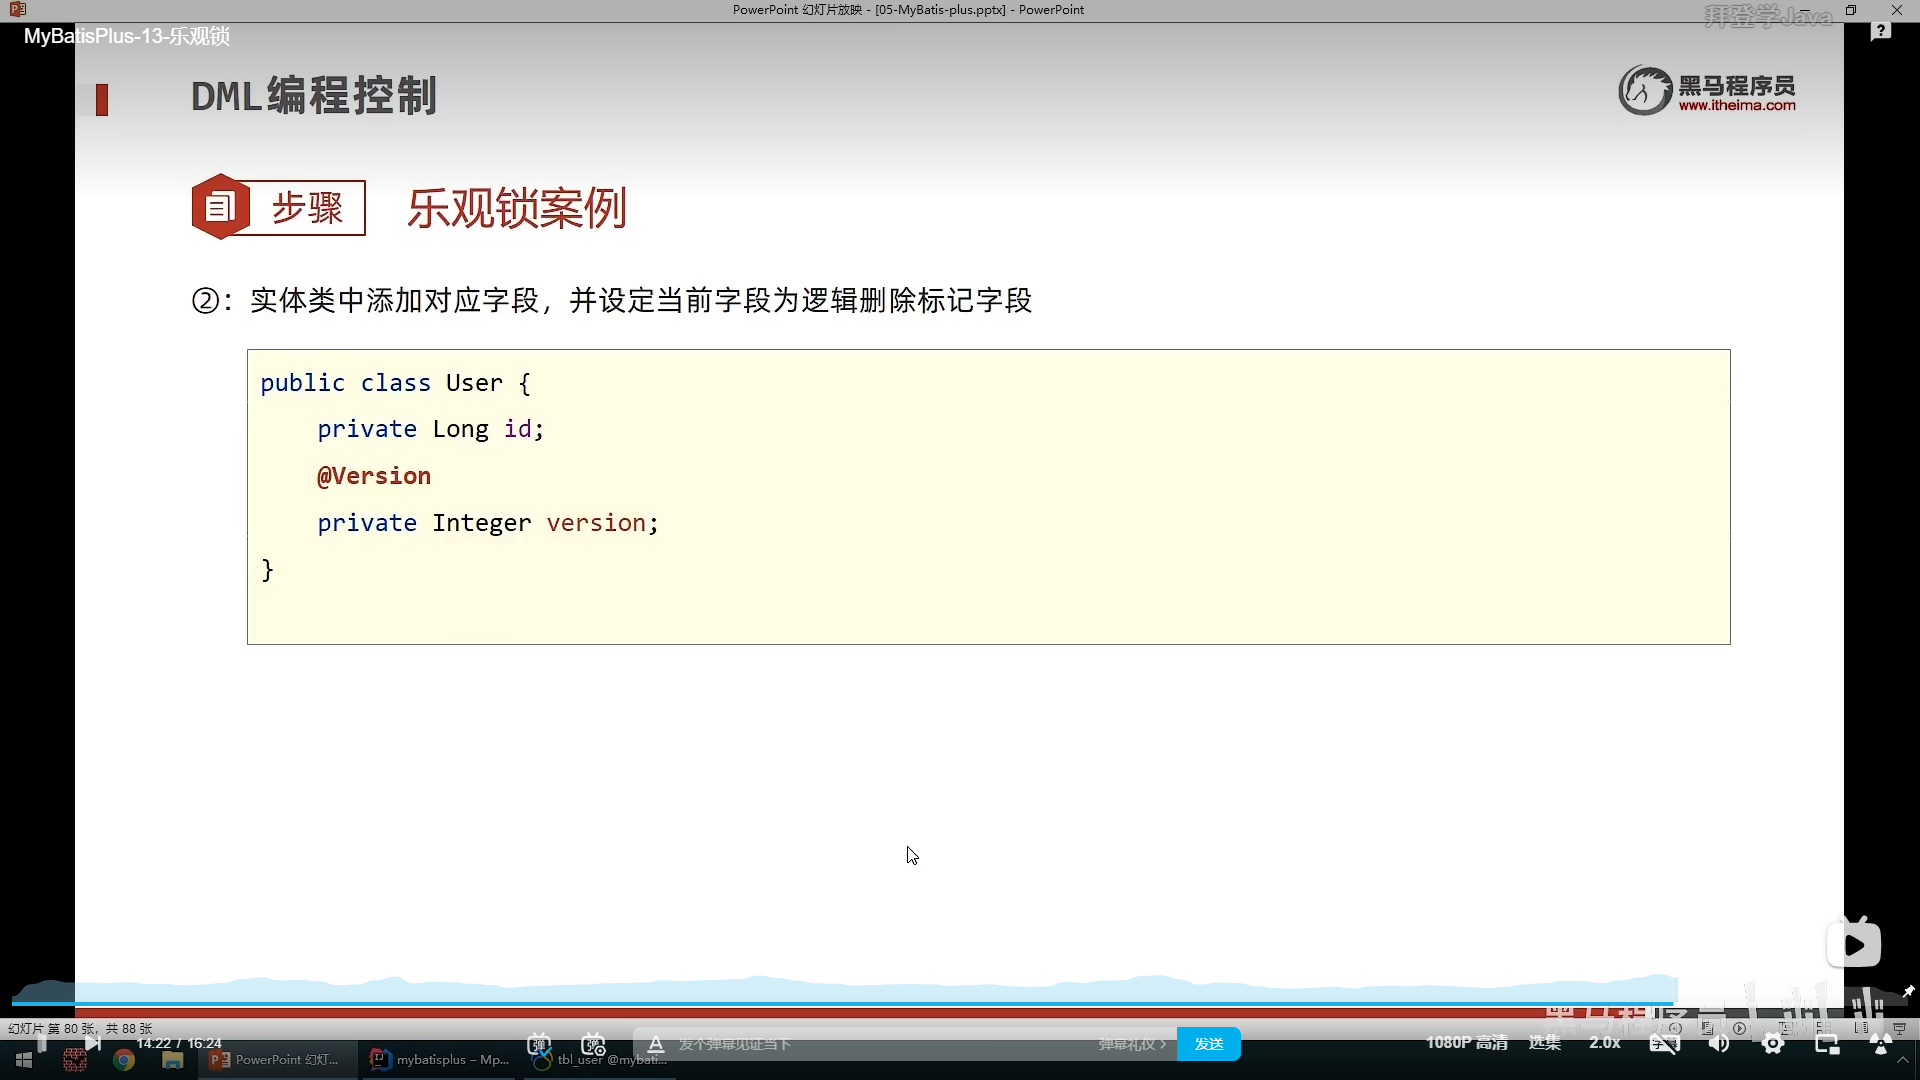 PowerPoint 幻灯片放映 - [05-MyBatis-plus.pptx] - PowerPoint
拜登学Java
MyBatisPlus-13-乐观锁
DML编程控制
黑马程序员
www.itheima.com
步骤
乐观锁案例
②：实体类中添加对应字段，并设定当前字段为逻辑删除标记字段
public class User {
private Long id;
@Version
private Integer version;
}
幻灯片 第 80 张，共 88 张
14:22 / 16:24
发个弹幕见证当下
弹幕礼仪 >
发送
1080P 高清
选集
2.0x
PowerPoint 幻灯...
mybatisplus – Mp...
tbl_user @mybati...